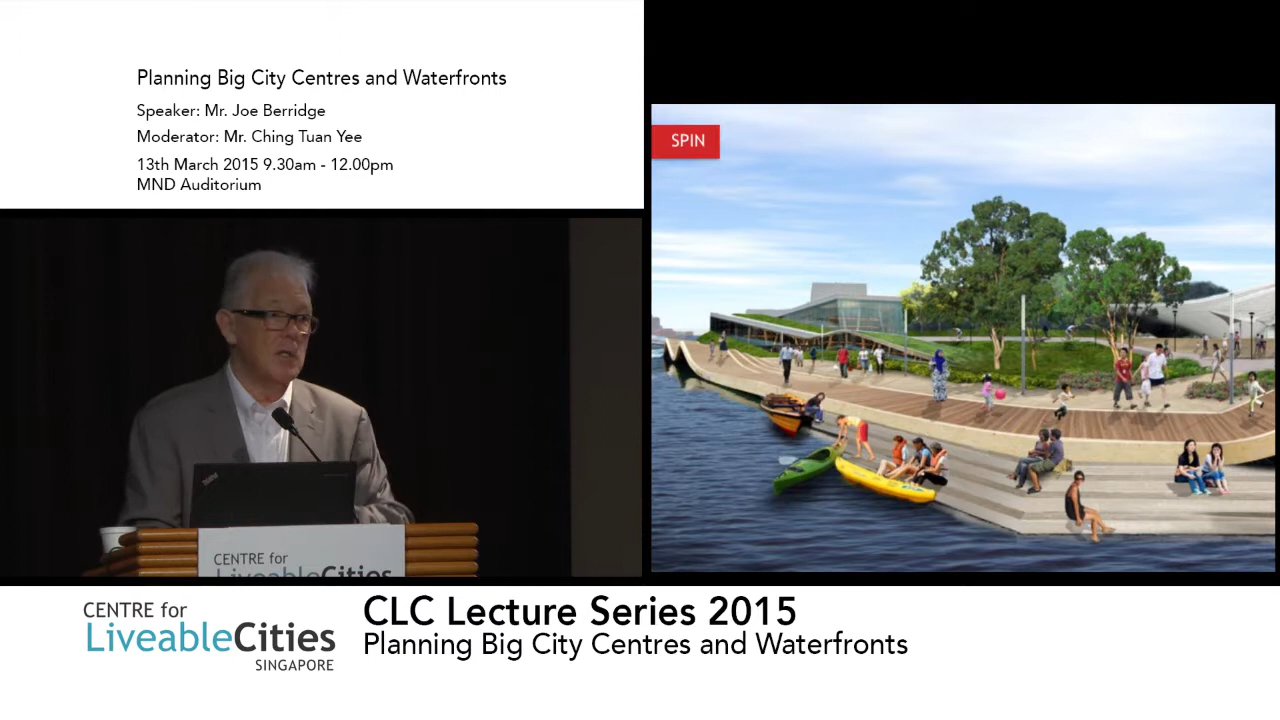 Planning Big City Centres and Waterfronts
Speaker: Mr. Joe Berridge
Moderator: Mr. Ching Tuan Yee
13th March 2015 9.30am - 12.00pm
MND Auditorium
SPIN
CENTRE for
LiveableCities
CENTRE for
LiveableCities
SINGAPORE
CLC Lecture Series 2015
Planning Big City Centres and Waterfronts